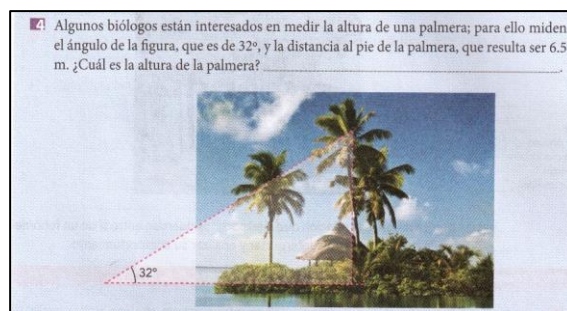 4 Algunos biólogos están interesados en medir la altura de una palmera; para ello miden
el ángulo de la figura, que es de 32º, y la distancia al pie de la palmera, que resulta ser 6.5
m. ¿Cuál es la altura de la palmera?
32º